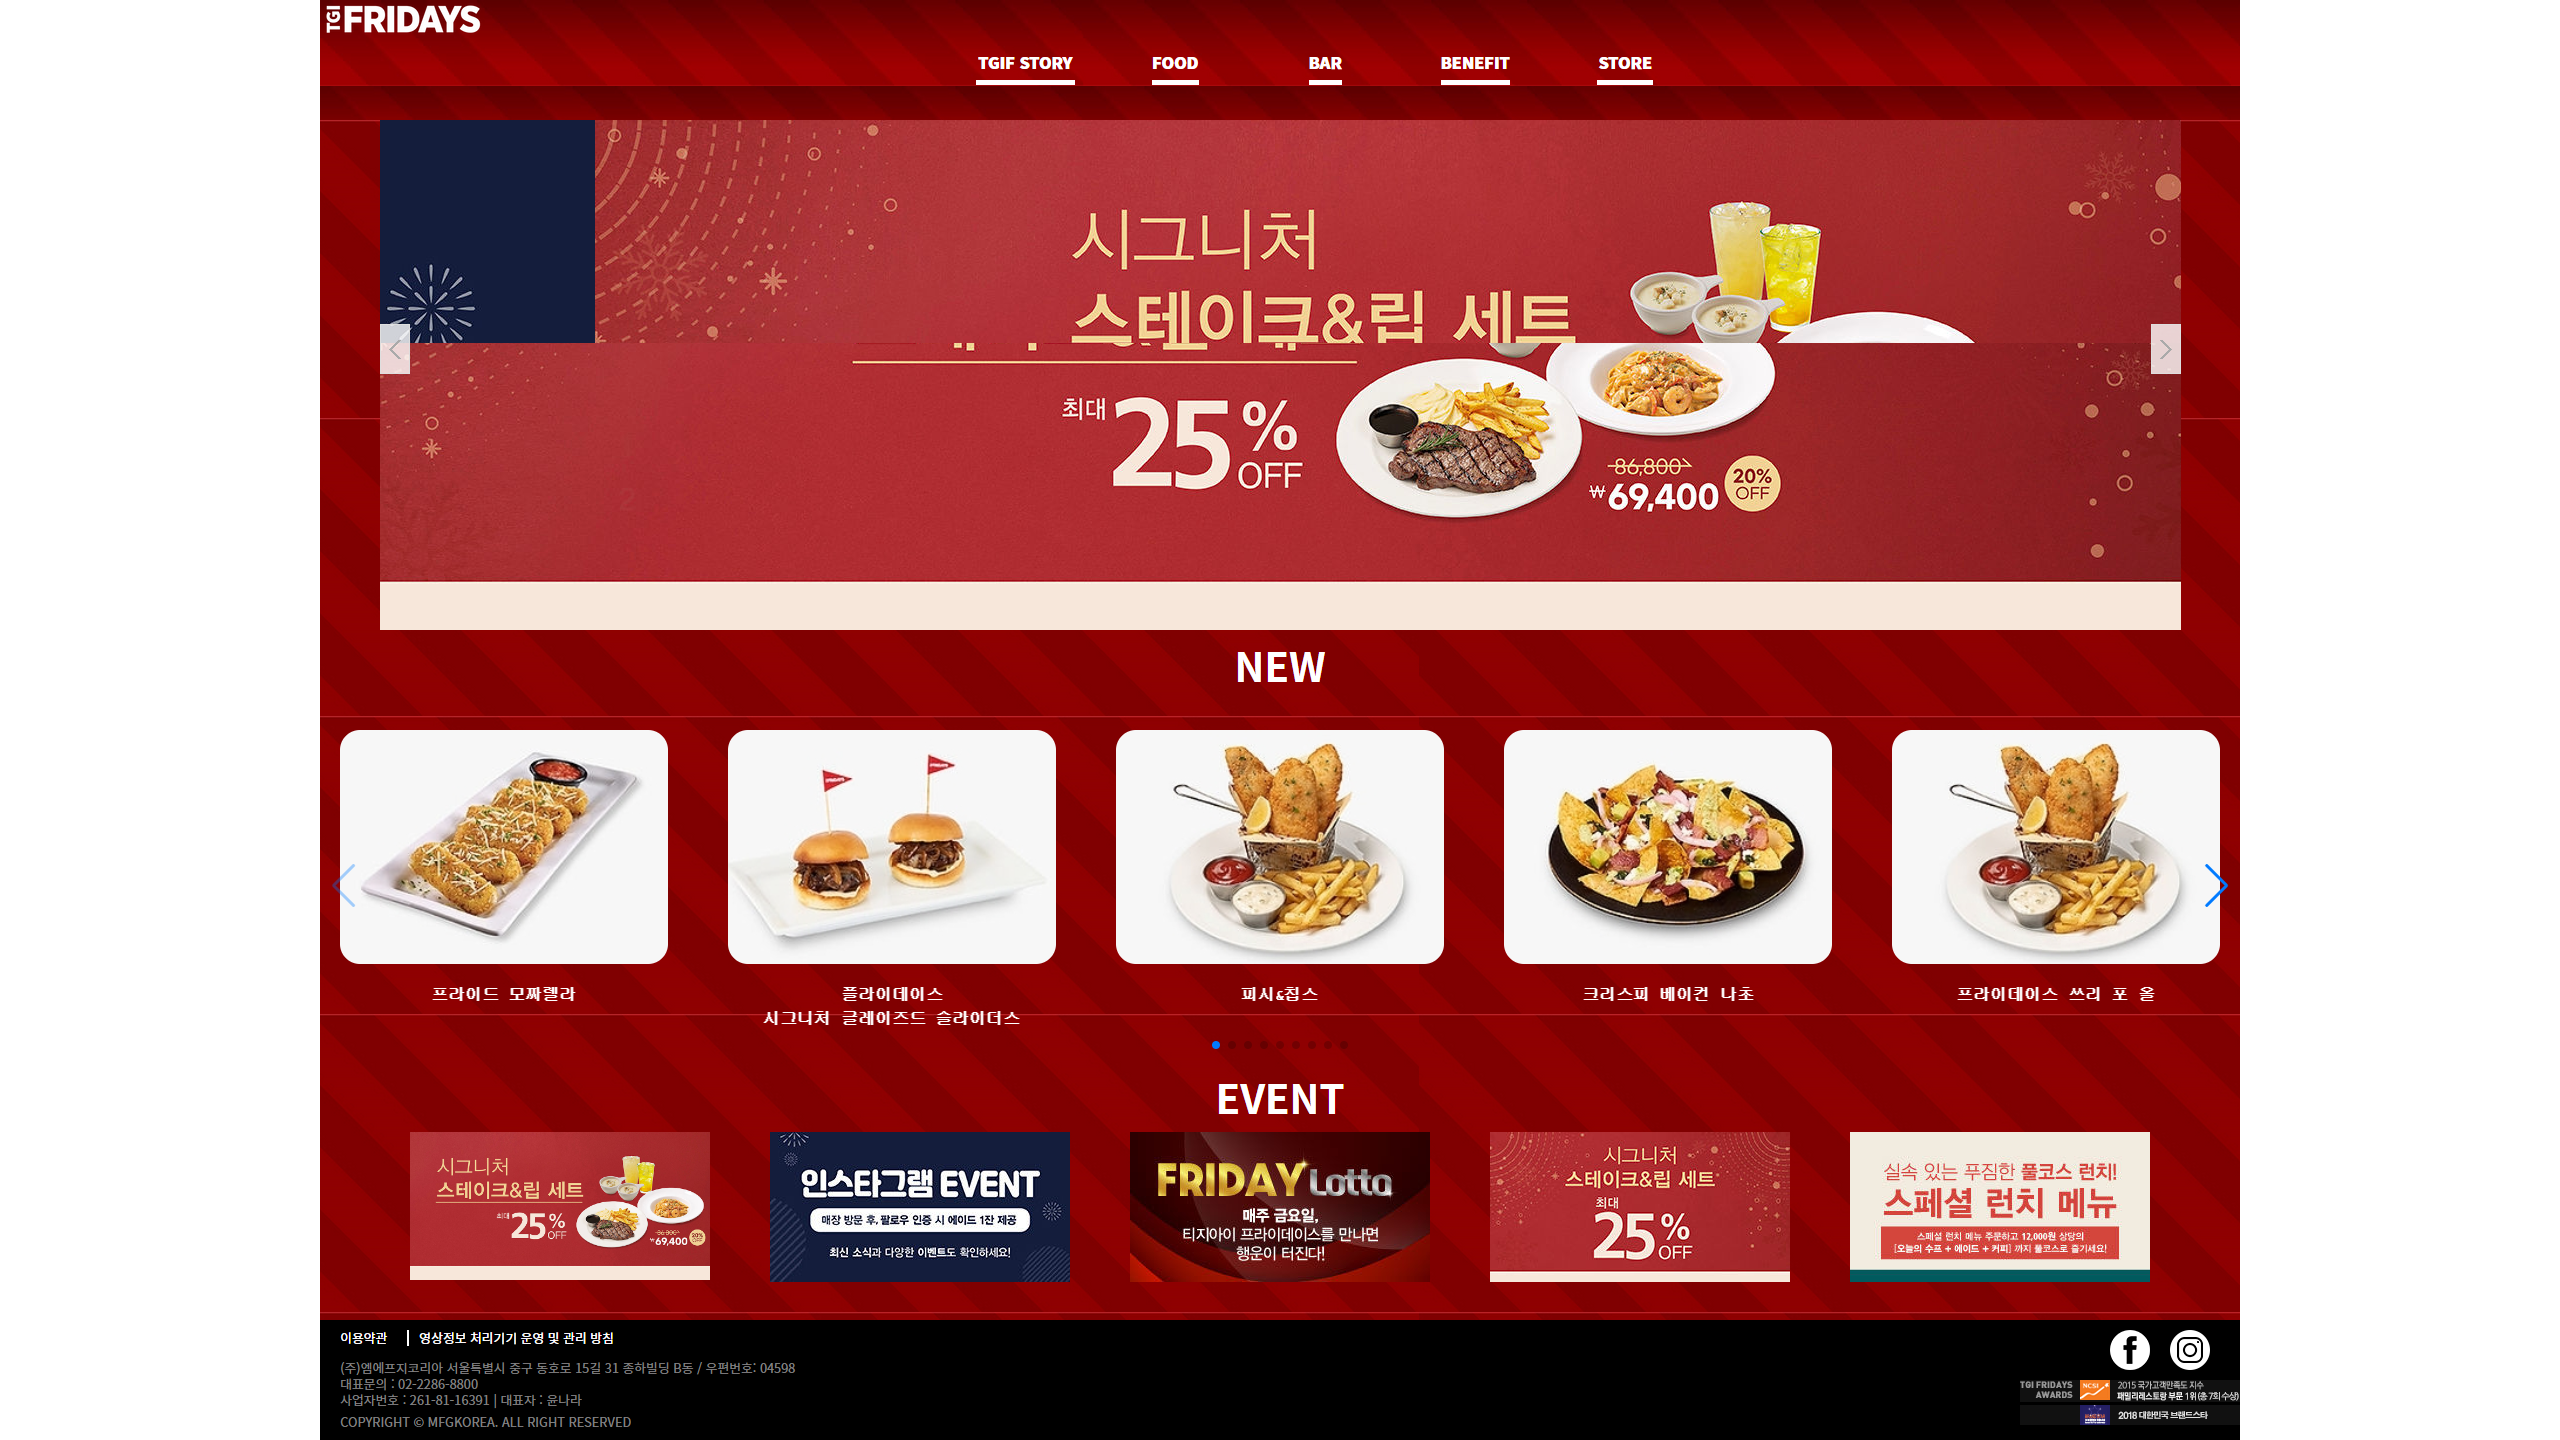 TGI FRIDAYS
TGIF STORY
FOOD
BAR
BENEFIT
STORE
시그니처
스테이크&립 세트
최대 25% OFF
86,800
₩69,400
20% OFF
NEW
프라이드 모짜렐라
플라이데이스
시그니처 글레이즈드 슬라이더스
피시&칩스
크리스피 베이컨 나초
프라이데이스 쓰리 포 올
EVENT
시그니처
스테이크&립 세트
최대 25% OFF
86,800
₩69,400
20% OFF
인스타그램 EVENT
매장 방문 후, 팔로우 인증 시 에이드 1잔 제공
최신 소식과 다양한 이벤트도 확인하세요!
FRIDAY Lotto
매주 금요일,
티지아이 프라이데이스를 만나면
행운이 터진다!
시그니처
스테이크&립 세트
최대
25% OFF
실속 있는 푸짐한 풀코스 런치!
스페셜 런치 메뉴
스페셜 런치 메뉴 주문하고 12,000원 상당의
[오늘의 수프 + 에이드 + 커피] 까지 풀코스로 즐기세요!
이용약관 | 영상정보 처리기기 운영 및 관리 방침
(주)엠에프지코리아 서울특별시 중구 동호로 15길 31 종하빌딩 B동 / 우편번호: 04598
대표문의 : 02-2286-8800
사업자번호 : 261-81-16391 | 대표자 : 윤나라
COPYRIGHT © MFGKOREA. ALL RIGHT RESERVED
TGI FRIDAYS
AWARDS
NCSI
2015 국가고객만족도 지수
패밀리레스토랑 부문 1위 (총 7회 수상)
2018 대한민국 브랜드스타